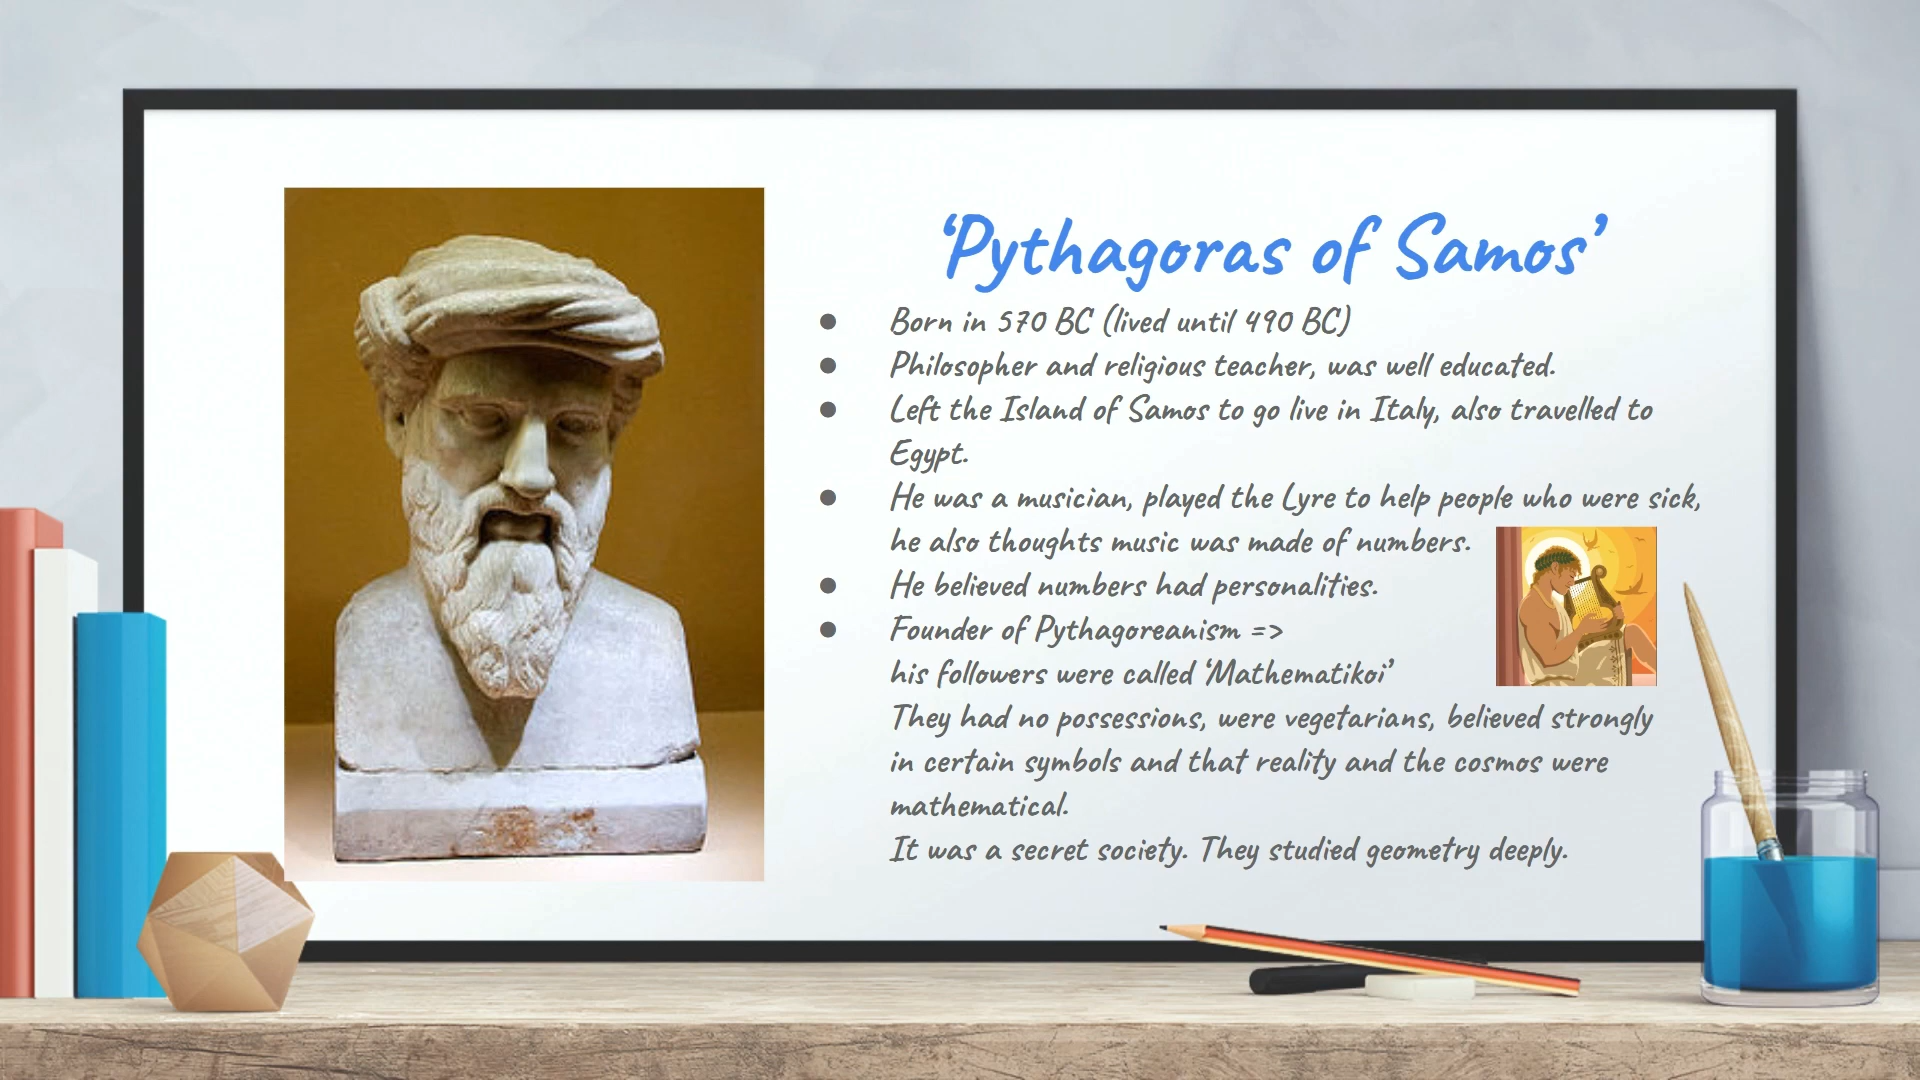 ‘Pythagoras of Samos’
● Born in 570 BC (lived until 490 BC)
● Philosopher and religious teacher, was well educated.
● Left the Island of Samos to go live in Italy, also travelled to
Egypt.
● He was a musician, played the Lyre to help people who were sick,
he also thoughts music was made of numbers.
● He believed numbers had personalities.
● Founder of Pythagoreanism =>
his followers were called ‘Mathematikoi’
They had no possessions, were vegetarians, believed strongly
in certain symbols and that reality and the cosmos were
mathematical.
It was a secret society. They studied geometry deeply.